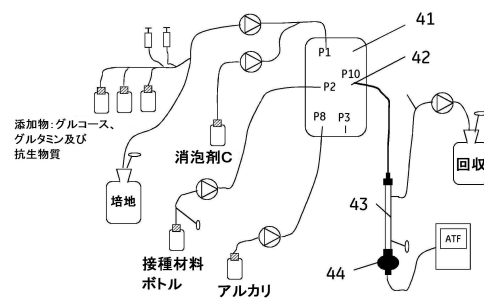 P1
41
P10
42
P2
P8
P3
添加物:グルコース、
グルタミン及び
抗生物質
消泡剤C
回収
培地
43
接種材料
ボトル
アルカリ
44
ATF